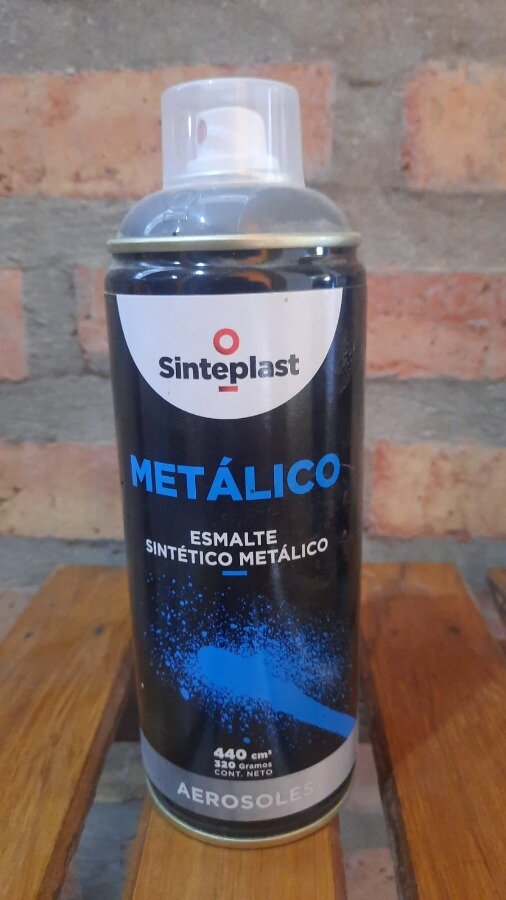 Sinteplast
METÁLICO
ESMALTE
SINTÉTICO METÁLICO
440 cm³
320 Gramos
CONT. NETO
AEROSOLES